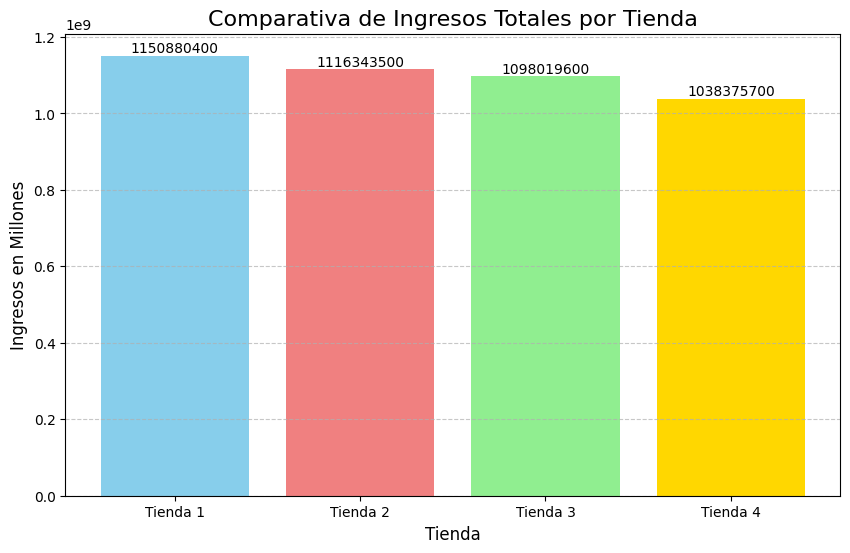 Comparativa de Ingresos Totales por Tienda
1e9
1.2
1.0
0.8
0.6
0.4
0.2
0.0
Ingresos en Millones
1150880400
1116343500
1098019600
1038375700
Tienda 1
Tienda 2
Tienda 3
Tienda 4
Tienda